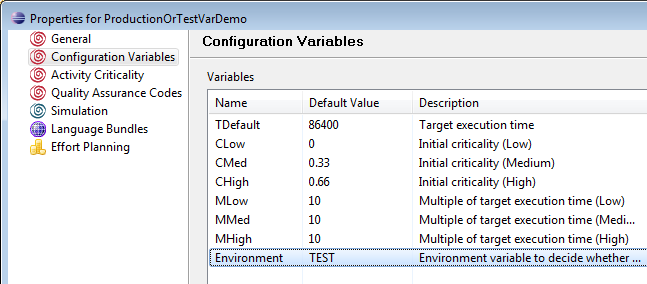 Properties for ProductionOrTestVarDemo
General
Configuration Variables
Activity Criticality
Quality Assurance Codes
Simulation
Language Bundles
Effort Planning
Configuration Variables
Variables
Name Default Value Description
TDefault 86400 Target execution time
CLow 0 Initial criticality (Low)
CMed 0.33 Initial criticality (Medium)
CHigh 0.66 Initial criticality (High)
MLow 10 Multiple of target execution time (Low)
MMed 10 Multiple of target execution time (Medi...
MHigh 10 Multiple of target execution time (High)
Environment TEST Environment variable to decide whether ...